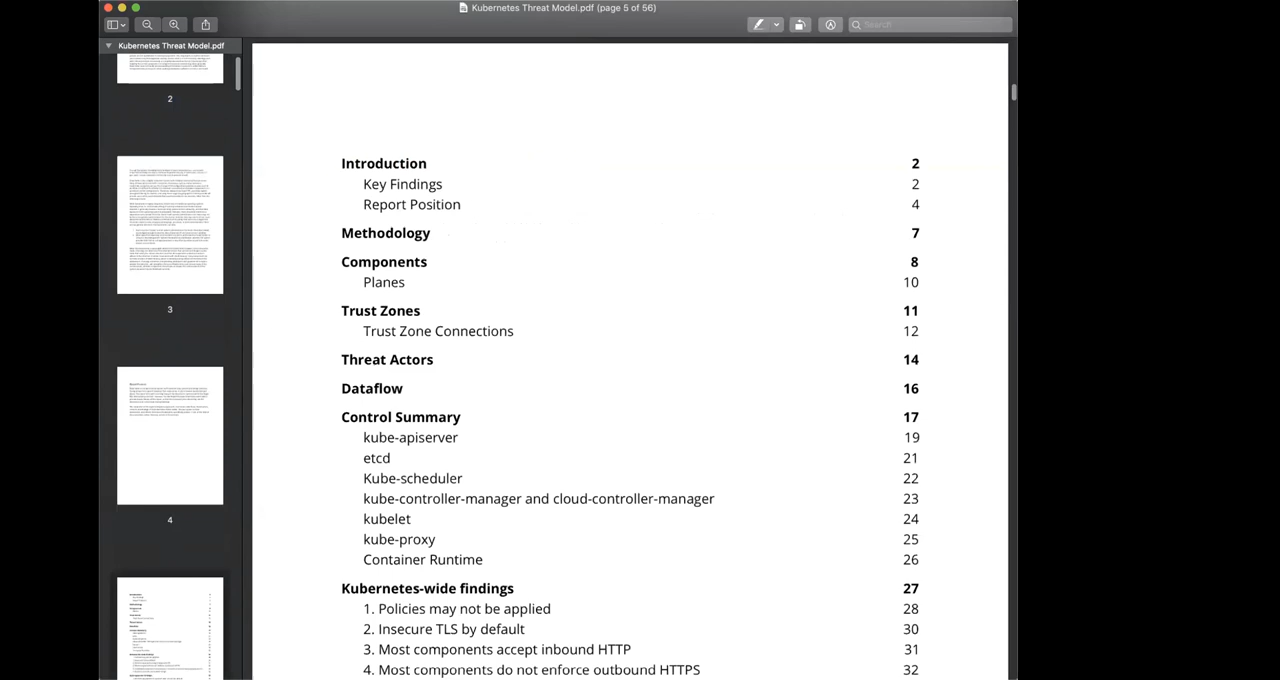 Kubernetes Threat Model.pdf (page 5 of 56)
Search
Kubernetes Threat Model.pdf
2
3
4
Introduction 2
Key Findings 2
Report Position 4
Methodology 7
Components 8
Planes 10
Trust Zones 11
Trust Zone Connections 12
Threat Actors 14
Dataflow 16
Control Summary 17
kube-apiserver 19
etcd 21
Kube-scheduler 22
kube-controller-manager and cloud-controller-manager 23
kubelet 24
kube-proxy 25
Container Runtime 26
Kubernetes-wide findings 27
1. Policies may not be applied 28
2. Insecure TLS by default 30
3. Most components accept inbound HTTP 31
4. Most components do not enforce outbound HTTPS 32